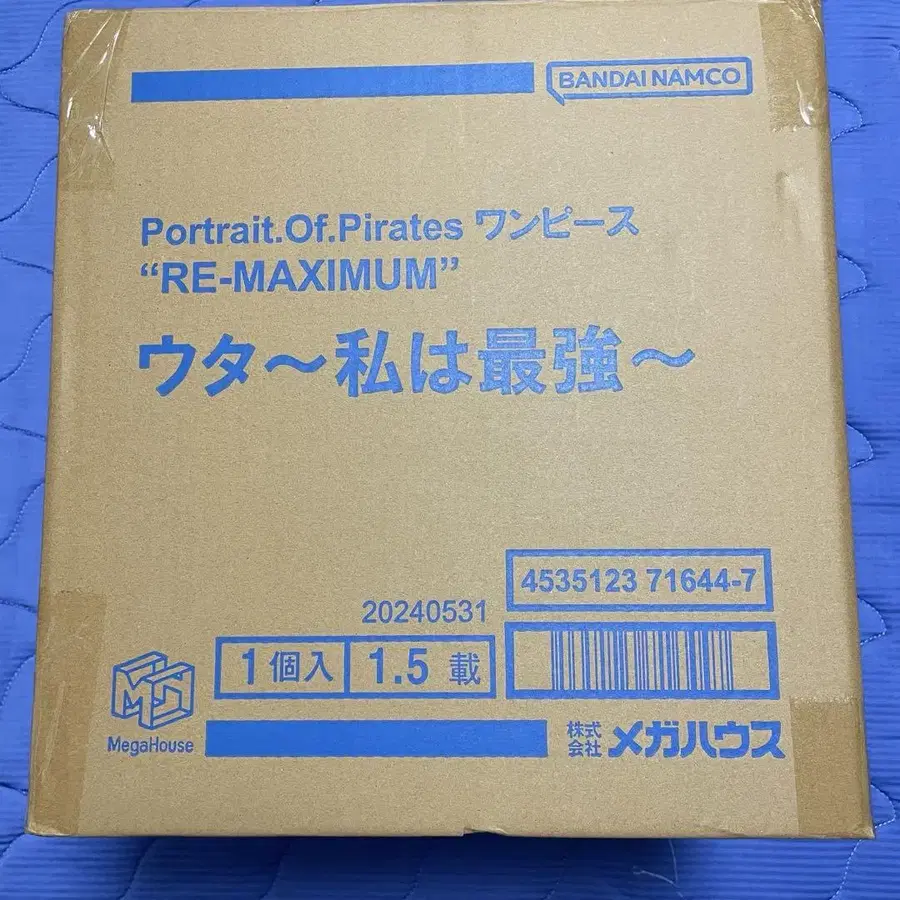 BANDAI NAMCO
Portrait.Of.Pirates ワンピース
“RE-MAXIMUM”
ウタ～私は最強～
4535123 71644-7
20240531
1個入 1.5載
MegaHouse
株式会社 メガハウス